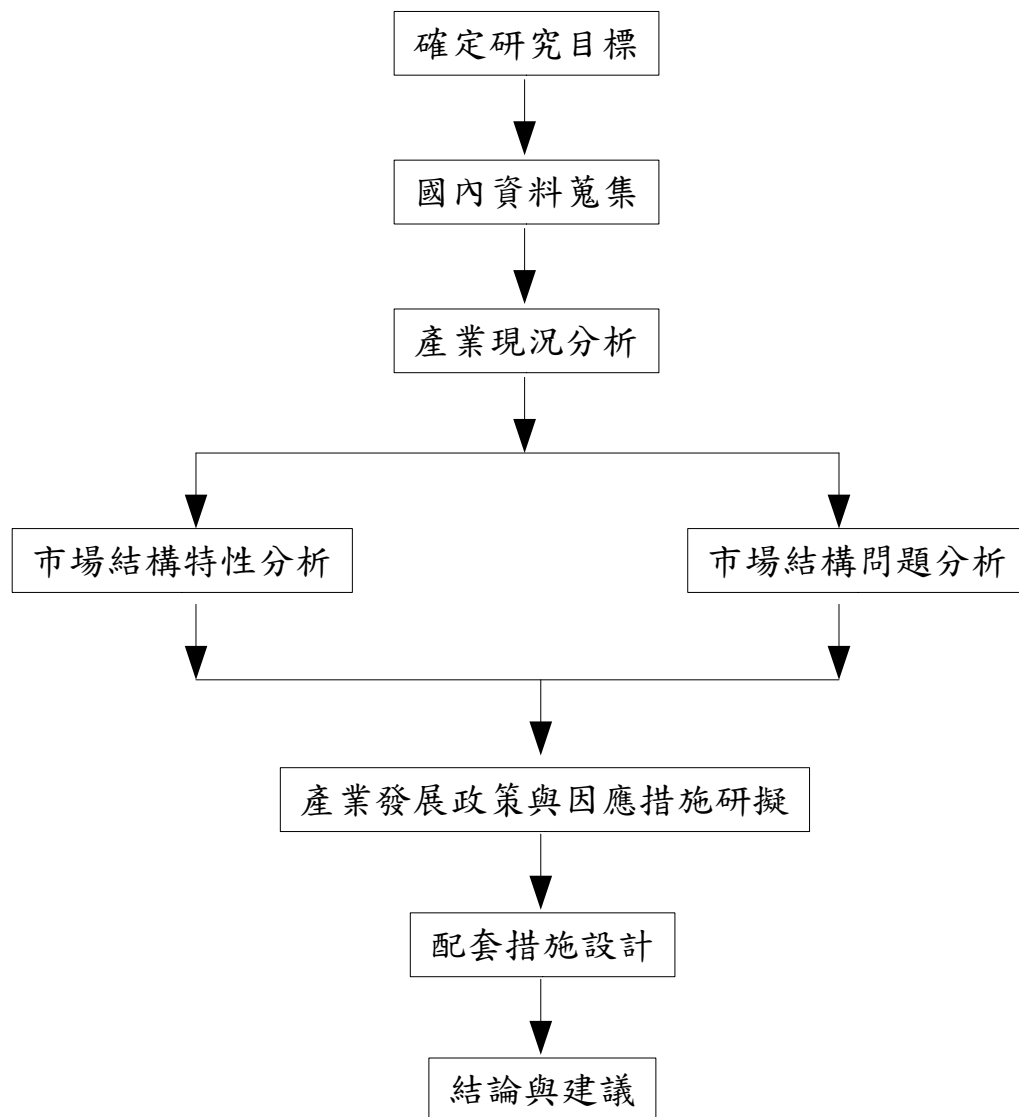 確定研究目標
國內資料蒐集
產業現況分析
市場結構特性分析
市場結構問題分析
產業發展政策與因應措施研擬
配套措施設計
結論與建議